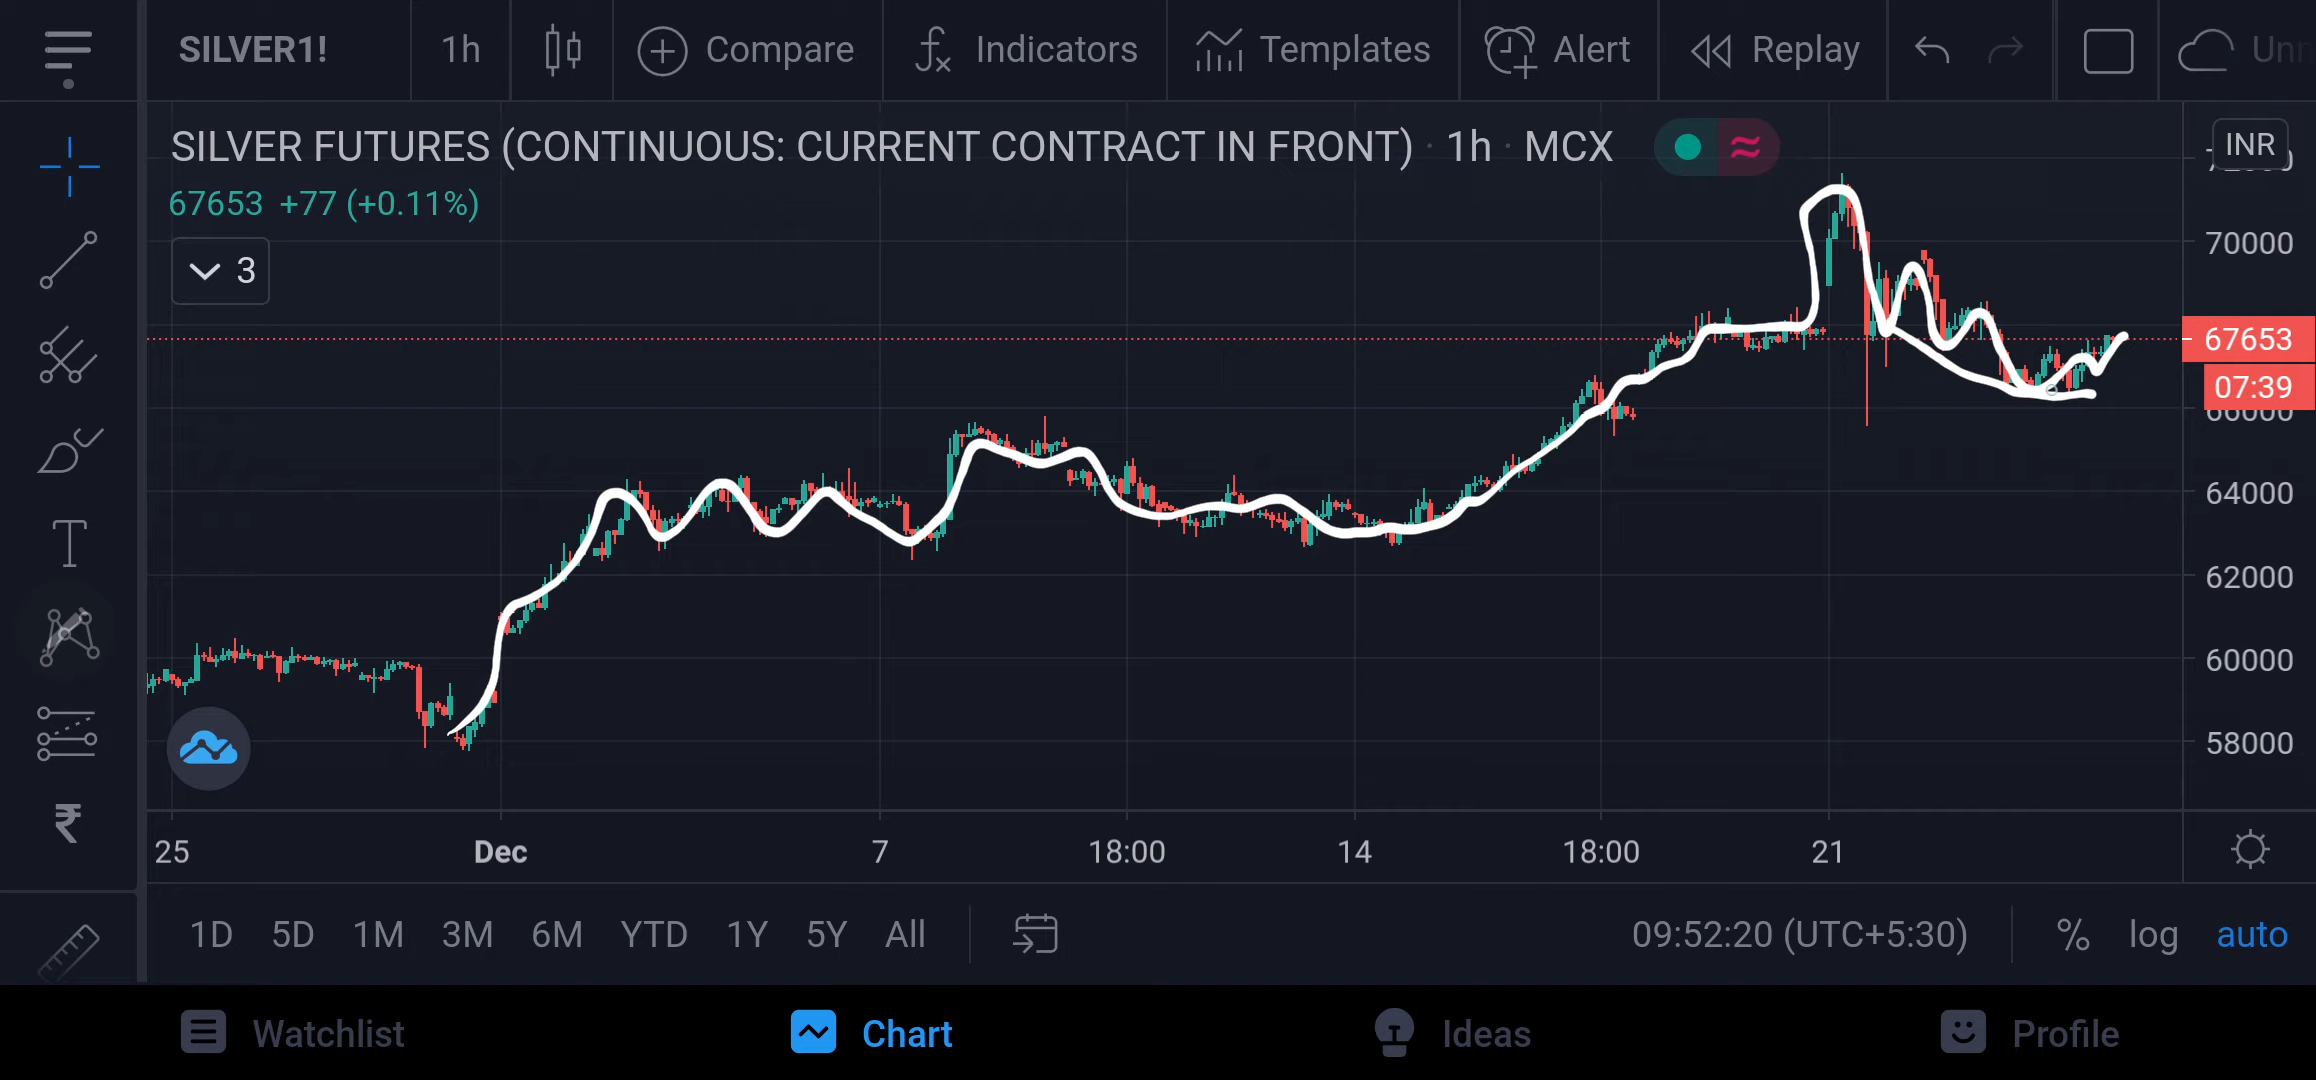 SILVER1! 1h Compare Indicators Templates Alert Replay
SILVER FUTURES (CONTINUOUS: CURRENT CONTRACT IN FRONT) · 1h · MCX
INR
67653 +77 (+0.11%)
3
70000
67653
07:39
66000
64000
62000
60000
58000
25 Dec 7 18:00 14 18:00 21
1D 5D 1M 3M 6M YTD 1Y 5Y All 09:52:20 (UTC+5:30) % log auto
Watchlist Chart Ideas Profile